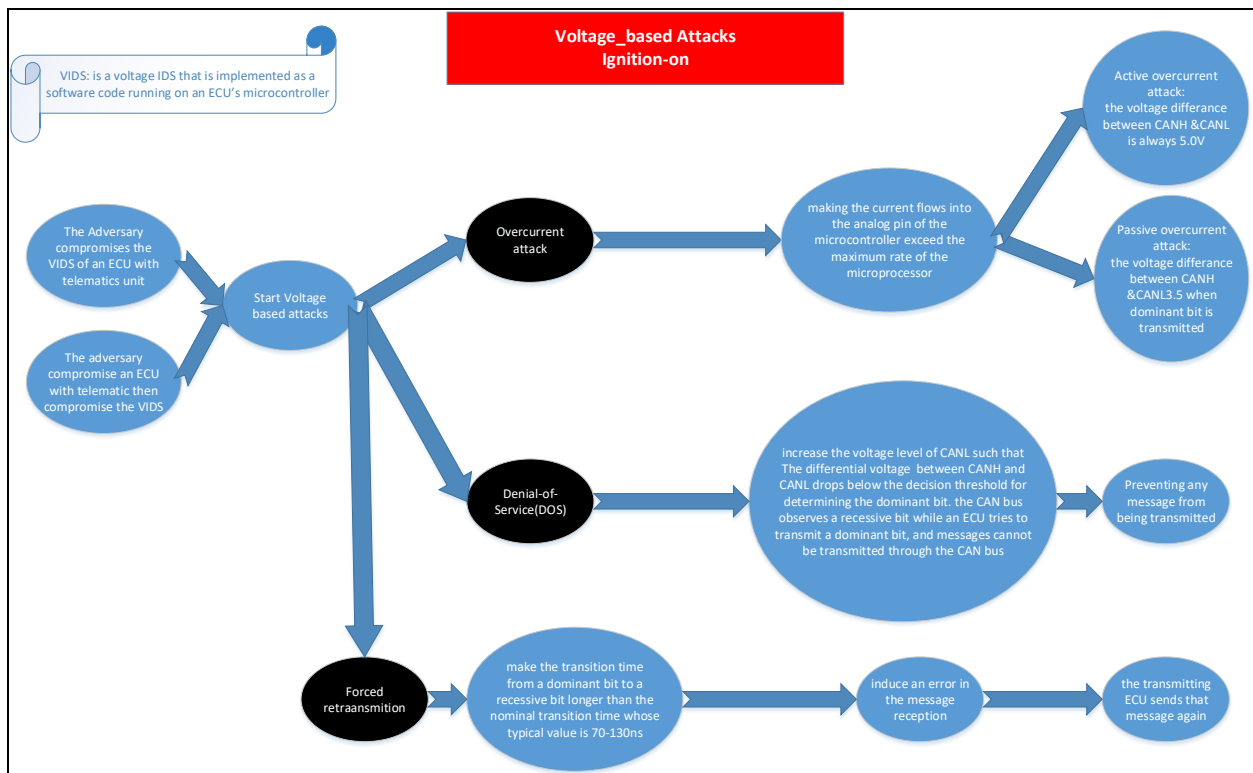 Voltage_based Attacks
Ignition-on
VIDS: is a voltage IDS that is implemented as a
software code running on an ECU's microcontroller
The Adversary
compromises the
VIDS of an ECU with
telematics unit
The adversary
compromise an ECU
with telematic then
compromise the VIDS
Start Voltage
based attacks
Overcurrent
attack
making the current flows into
the analog pin of the
microcontroller exceed the
maximum rate of the
microprocessor
Active overcurrent
attack:
the voltage differance
between CANH &CANL
is always 5.0V
Passive overcurrent
attack:
the voltage differance
between CANH
&CANL3.5 when
dominant bit is
transmitted
Denial-of-
Service(DOS)
increase the voltage level of CANL such that
The differential voltage between CANH and
CANL drops below the decision threshold for
determining the dominant bit. the CAN bus
observes a recessive bit while an ECU tries to
transmit a dominant bit, and messages cannot
be transmitted through the CAN bus
Preventing any
message from
being transmitted
Forced
retraansmition
make the transition time
from a dominant bit to a
recessive bit longer than the
nominal transition time whose
typical value is 70-130ns
induce an error in
the message
reception
the transmitting
ECU sends that
message again